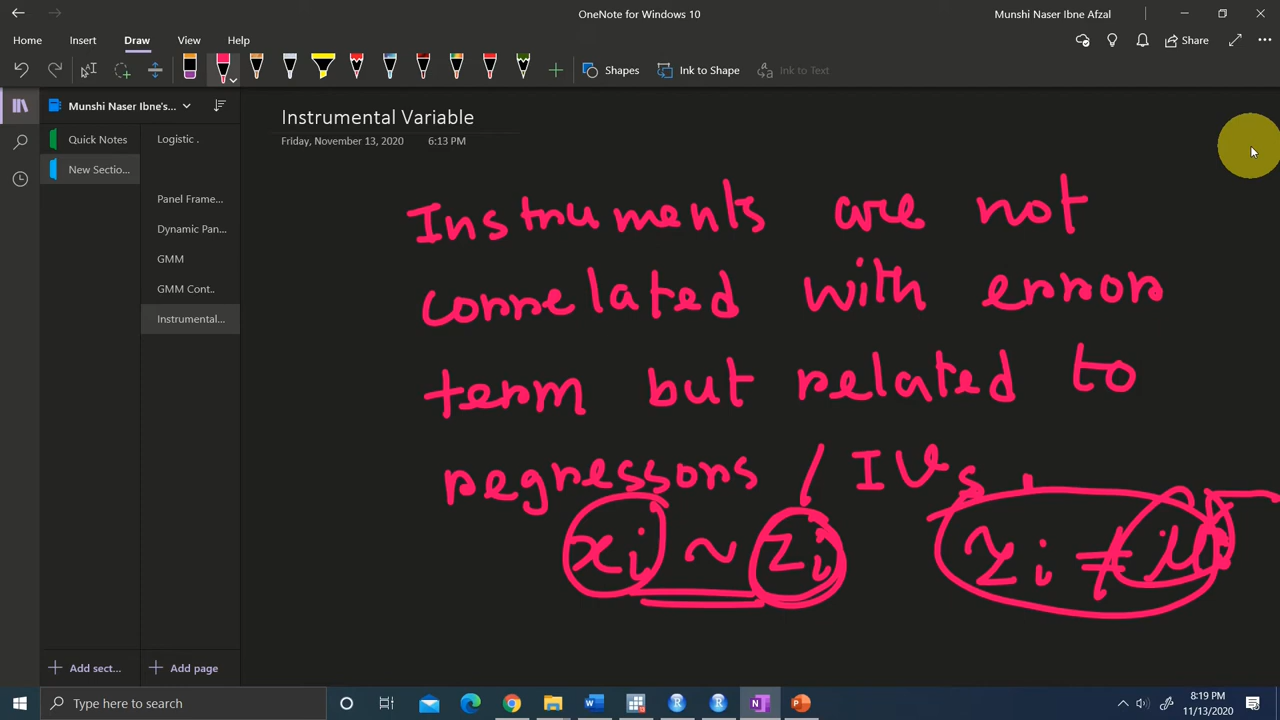 OneNote for Windows 10
Munshi Naser Ibne Afzal
Home
Insert
Draw
View
Help
Share
Shapes
Ink to Shape
Ink to Text
Munshi Naser Ibne's...
Quick Notes
New Sectio...
Logistic .
Panel Frame...
Dynamic Pan...
GMM
GMM Cont..
Instrumental...
Add sect...
Add page
Instrumental Variable
Friday, November 13, 2020 6:13 PM
Instruments are not
correlated with error
term but related to
regressors / IVs.
xi ~ zi
zi ≠
Type here to search
8:19 PM
11/13/2020